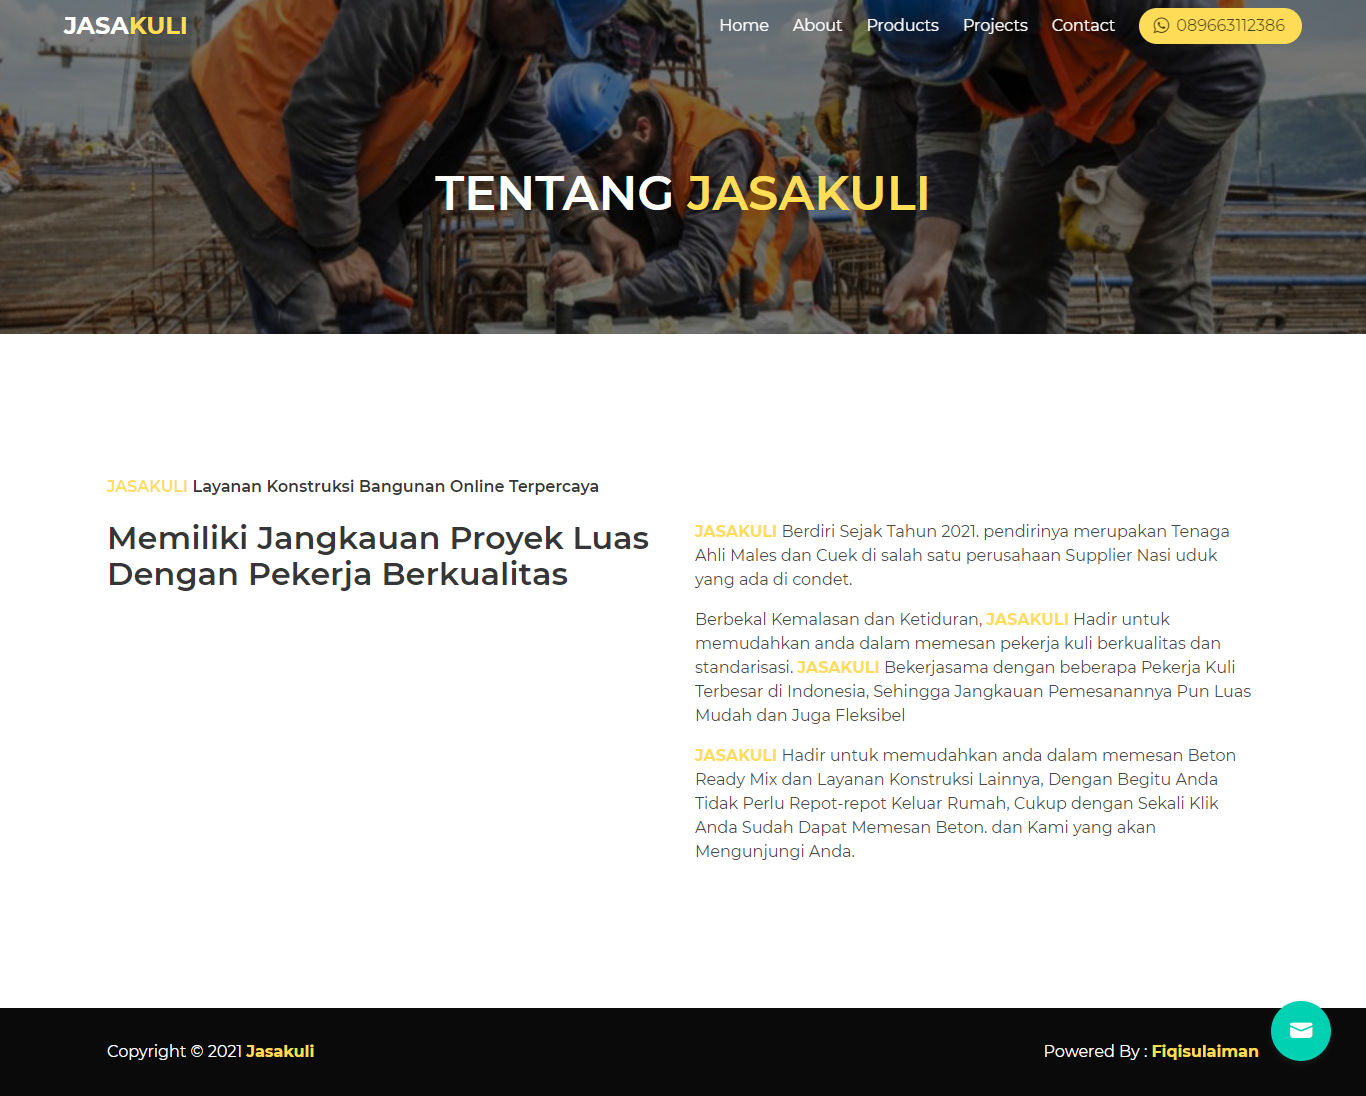 JASAKULI
Home
About
Products
Projects
Contact
089663112386
TENTANG JASAKULI
JASAKULI Layanan Konstruksi Bangunan Online Terpercaya
Memiliki Jangkauan Proyek Luas
Dengan Pekerja Berkualitas
JASAKULI Berdiri Sejak Tahun 2021. pendirinya merupakan Tenaga
Ahli Males dan Cuek di salah satu perusahaan Supplier Nasi uduk
yang ada di condet.
Berbekal Kemalasan dan Ketiduran, JASAKULI Hadir untuk
memudahkan anda dalam memesan pekerja kuli berkualitas dan
standarisasi. JASAKULI Bekerjasama dengan beberapa Pekerja Kuli
Terbesar di Indonesia, Sehingga Jangkauan Pemesanannya Pun Luas
Mudah dan Juga Fleksibel
JASAKULI Hadir untuk memudahkan anda dalam memesan Beton
Ready Mix dan Layanan Konstruksi Lainnya, Dengan Begitu Anda
Tidak Perlu Repot-repot Keluar Rumah, Cukup dengan Sekali Klik
Anda Sudah Dapat Memesan Beton. dan Kami yang akan
Mengunjungi Anda.
Copyright © 2021 Jasakuli
Powered By : Fiqisulaiman